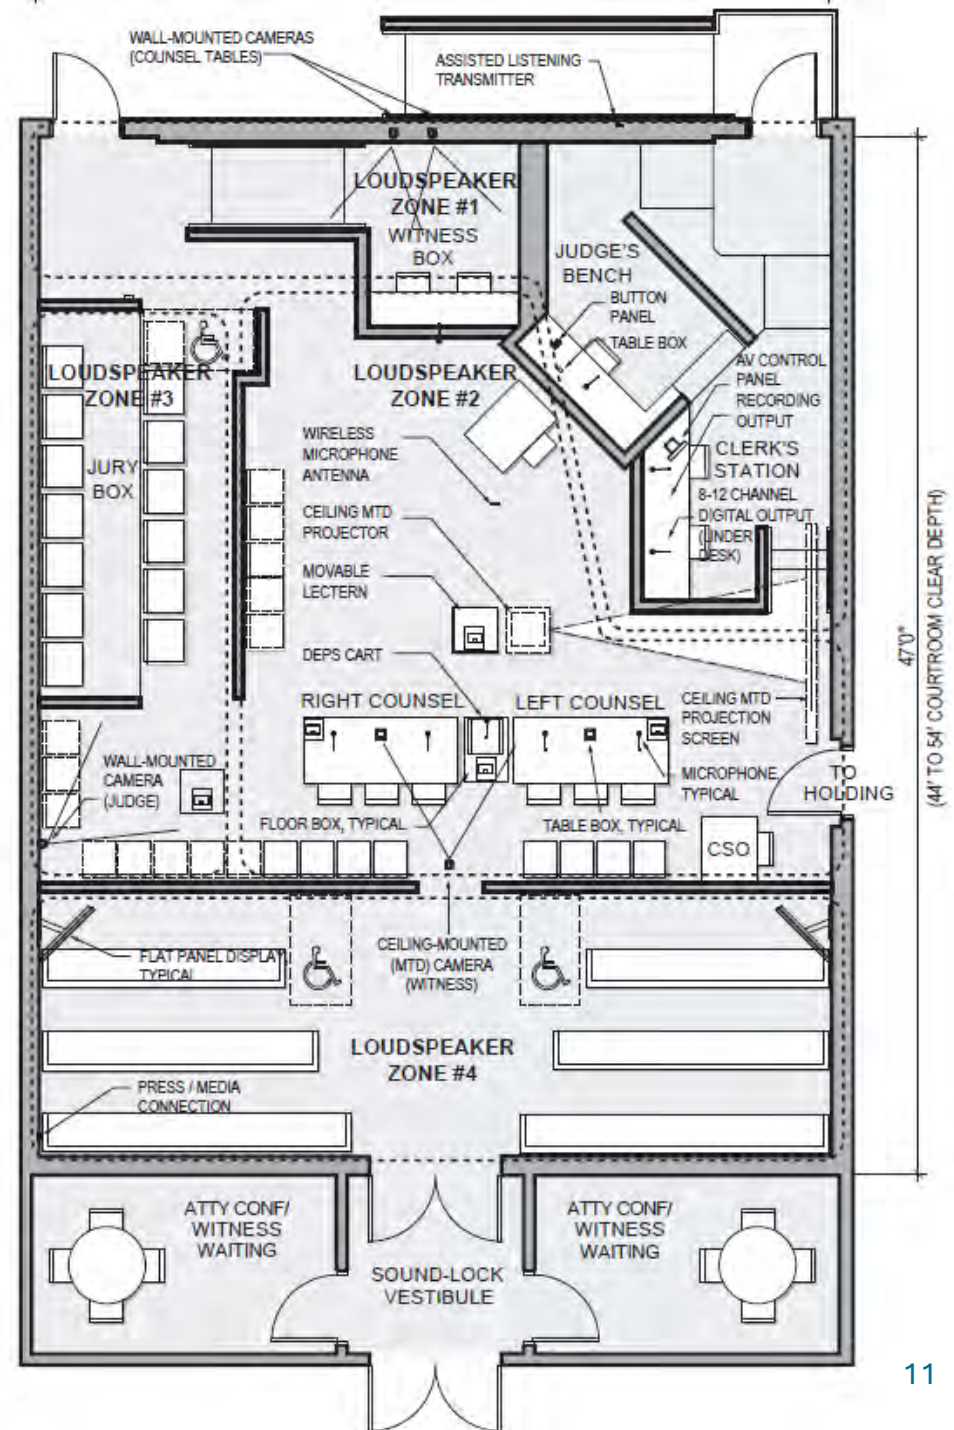 WALL-MOUNTED CAMERAS
(COUNSEL TABLES)
ASSISTED LISTENING
TRANSMITTER
LOUDSPEAKER
ZONE #1
WITNESS
BOX
JUDGE'S
BENCH
BUTTON
PANEL
TABLE BOX
AV CONTROL
PANEL
RECORDING
OUTPUT
CLERK'S
STATION
8-12 CHANNEL
DIGITAL OUTPUT
(UNDER
DESK)
LOUDSPEAKER
ZONE #3
LOUDSPEAKER
ZONE #2
JURY
BOX
WIRELESS
MICROPHONE
ANTENNA
CEILING MTD
PROJECTOR
MOVABLE
LECTERN
DEPS CART
RIGHT COUNSEL
LEFT COUNSEL
CEILING MTD
PROJECTION
SCREEN
WALL-MOUNTED
CAMERA
(JUDGE)
MICROPHONE,
TYPICAL
TO
HOLDING
FLOOR BOX, TYPICAL
TABLE BOX, TYPICAL
CSO
47'0"
(44' TO 54' COURTROOM CLEAR DEPTH)
FLAT PANEL DISPLAY,
TYPICAL
CEILING-MOUNTED
(MTD) CAMERA
(WITNESS)
LOUDSPEAKER
ZONE #4
PRESS / MEDIA
CONNECTION
ATTY CONF/
WITNESS
WAITING
ATTY CONF/
WITNESS
WAITING
SOUND-LOCK
VESTIBULE
11